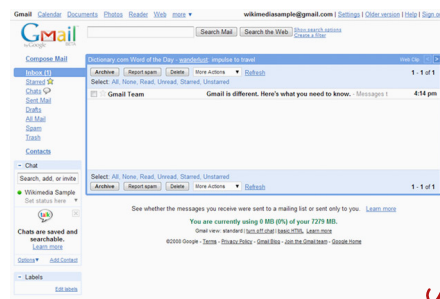 Gmail Calendar Documents Photos Reader Web more ▼
wikimediasample@gmail.com | Settings | Older version | Help | Sign o
Gmail
by Google BETA
Search Mail Search the Web Show search options
Create a filter
Compose Mail
Inbox (1)
Starred
Chats
Sent Mail
Drafts
All Mail
Spam
Trash
Contacts
Dictionary.com Word of the Day - wanderlust: impulse to travel Web Clip < >
Archive Report spam Delete More Actions ▼ Refresh 1 - 1 of 1
Select: All, None, Read, Unread, Starred, Unstarred
Gmail Team Gmail is different. Here's what you need to know. - Messages t 4:14 pm
Select: All, None, Read, Unread, Starred, Unstarred
Archive Report spam Delete More Actions ▼ Refresh 1 - 1 of 1
− Chat
Search, add, or invite
Wikimedia Sample
Set status here ▼
talk
Chats are saved and
searchable.
Learn more
Options ▼ Add Contact
− Labels
Edit labels
See whether the messages you receive were sent to a mailing list or sent only to you. Learn more
You are currently using 0 MB (0%) of your 7279 MB.
Gmail view: standard | turn off chat | basic HTML Learn more
©2008 Google - Terms - Privacy Policy - Gmail Blog - Join the Gmail team - Google Home